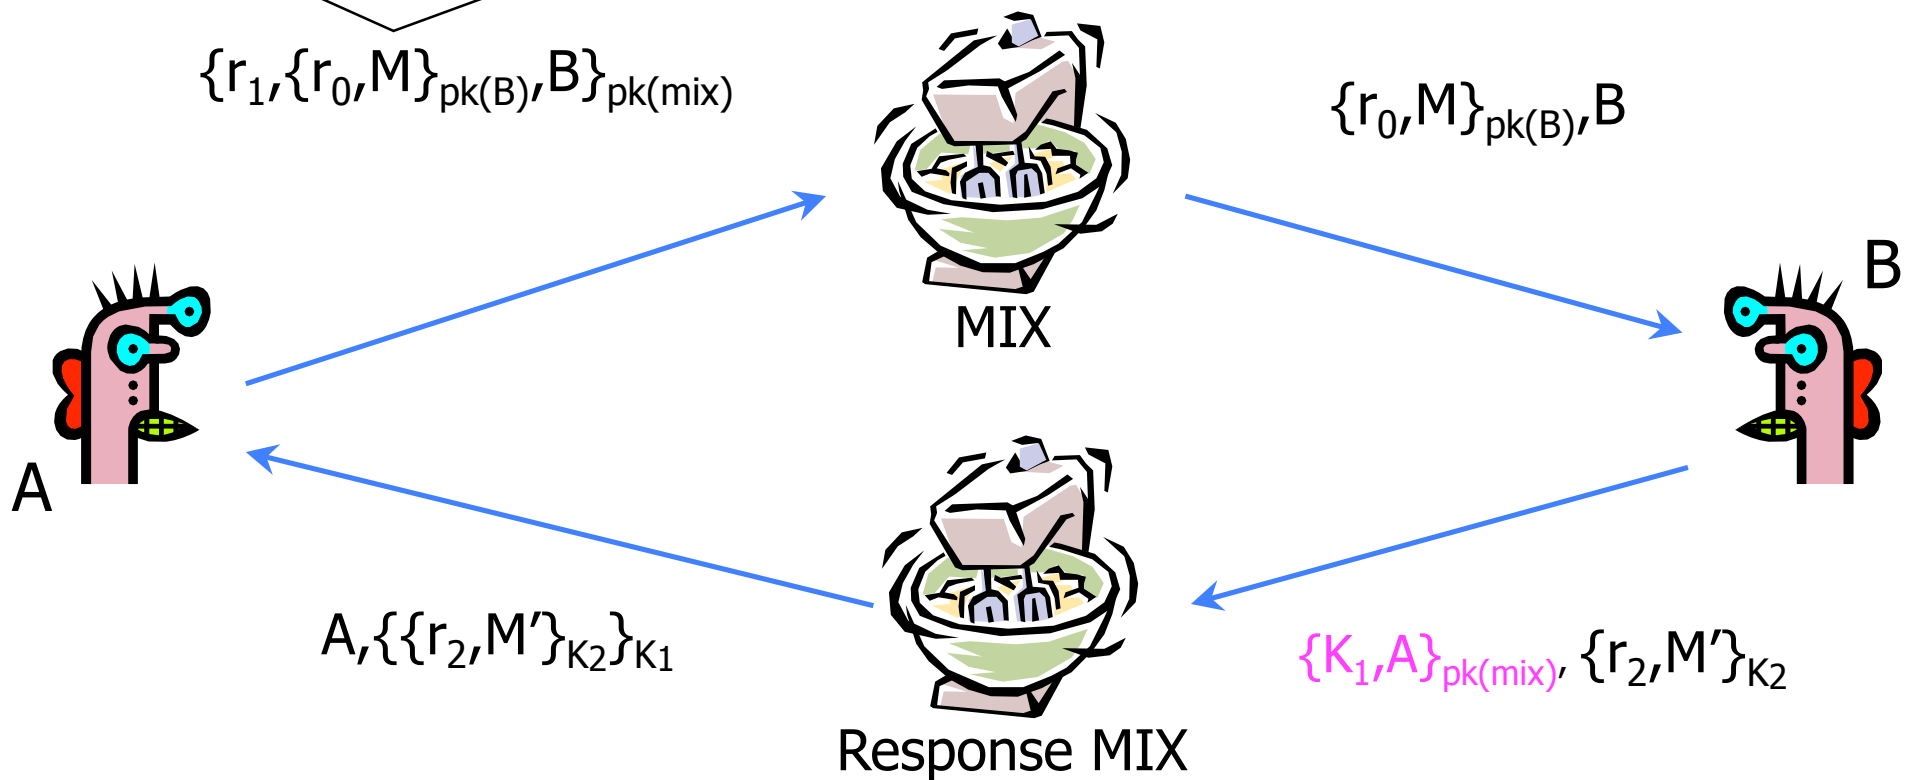 {r₁,{r₀,M}pk(B),B}pk(mix)
{r₀,M}pk(B),B
MIX
B
A
A,{{r₂,M′}K₂}K₁
{K₁,A}pk(mix), {r₂,M′}K₂
Response MIX